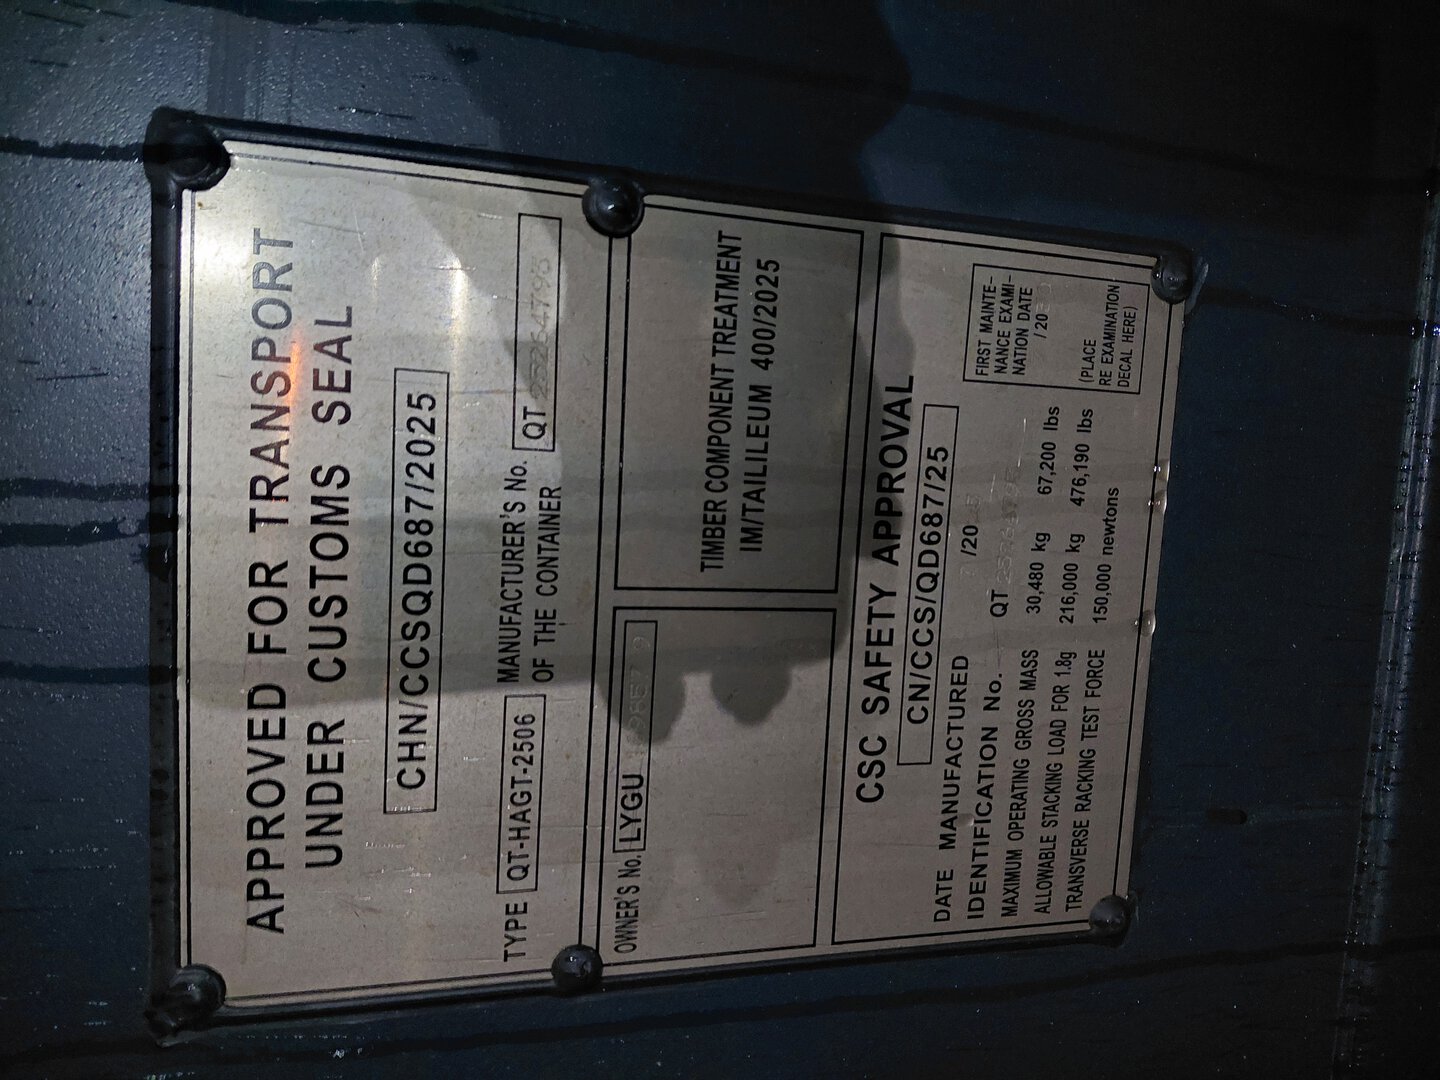 APPROVED FOR TRANSPORT
UNDER CUSTOMS SEAL
CHN/CCSQD687/2025
TYPE QT-HAGT-2506 MANUFACTURER'S No. OF THE CONTAINER QT
OWNER'S No. LYGU
TIMBER COMPONENT TREATMENT
IM/TAILILEUM 400/2025
CSC SAFETY APPROVAL
CN/CCS/QD687/25
DATE MANUFACTURED /20
IDENTIFICATION No. QT
MAXIMUM OPERATING GROSS MASS 30,480 kg 67,200 lbs
ALLOWABLE STACKING LOAD FOR 1.8g 216,000 kg 476,190 lbs
TRANSVERSE RACKING TEST FORCE 150,000 newtons
FIRST MAINTE-
NANCE EXAMI-
NATION DATE
/20
(PLACE
RE EXAMINATION
DECAL HERE)